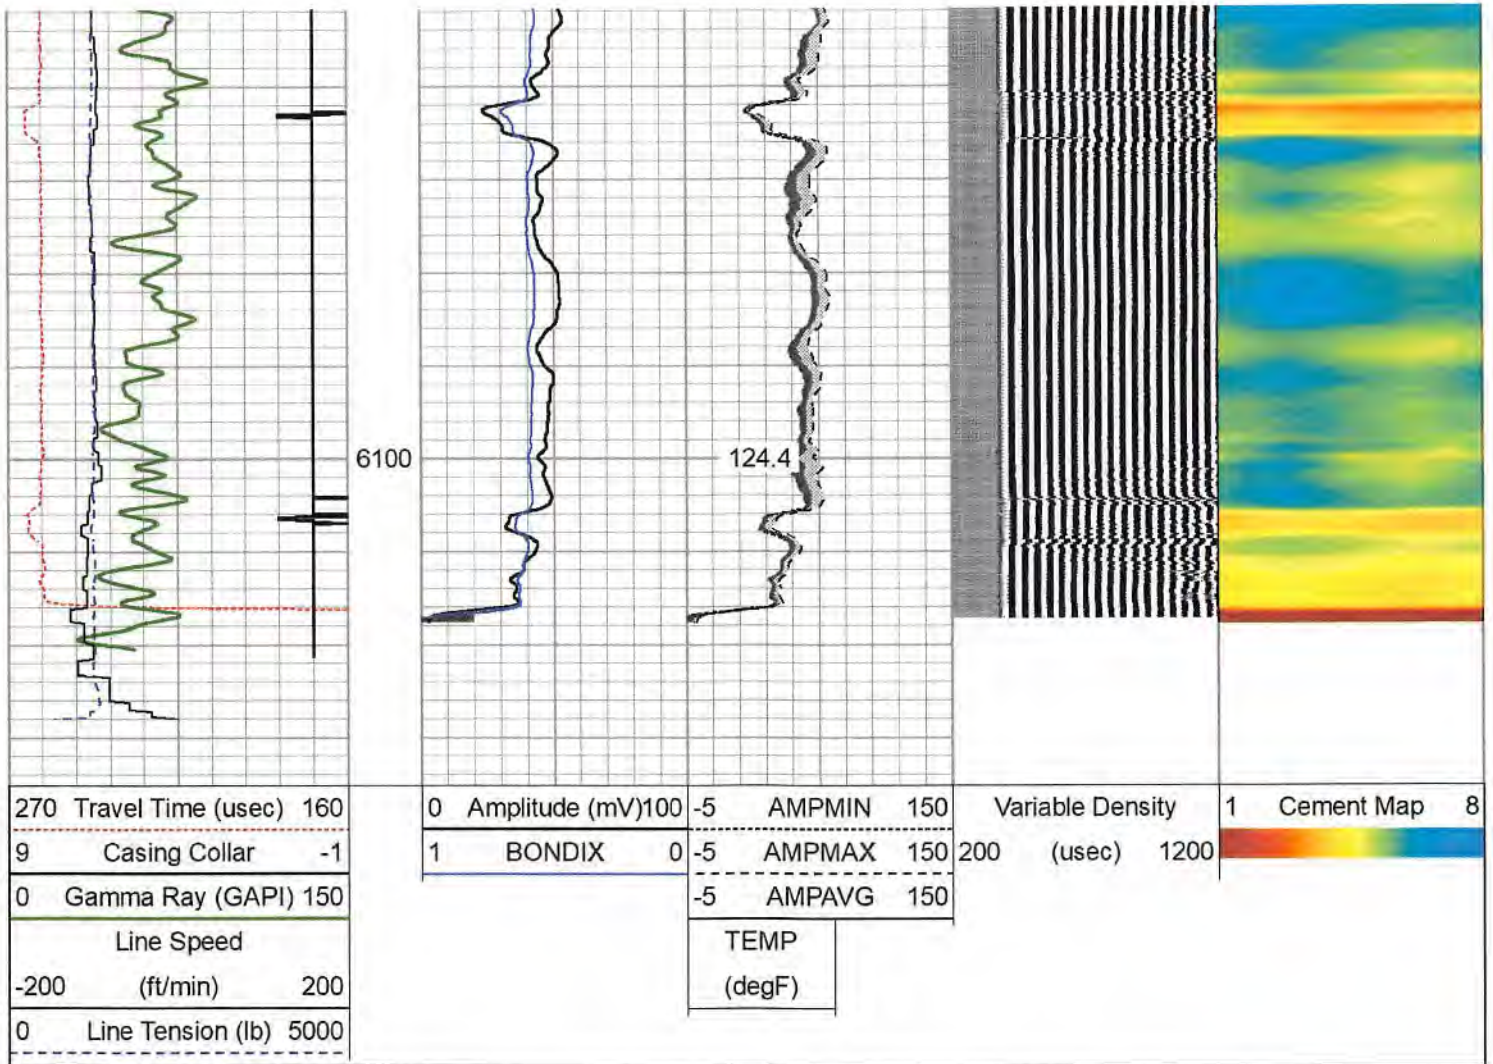 6100
124.4
270 Travel Time (usec) 160
0 Amplitude (mV)100
-5 AMPMIN 150
Variable Density
1 Cement Map 8
9 Casing Collar -1
1 BONDIX 0
-5 AMPMAX 150
200 (usec) 1200
0 Gamma Ray (GAPI) 150
-5 AMPAVG 150
Line Speed
TEMP
-200 (ft/min) 200
(degF)
0 Line Tension (lb) 5000